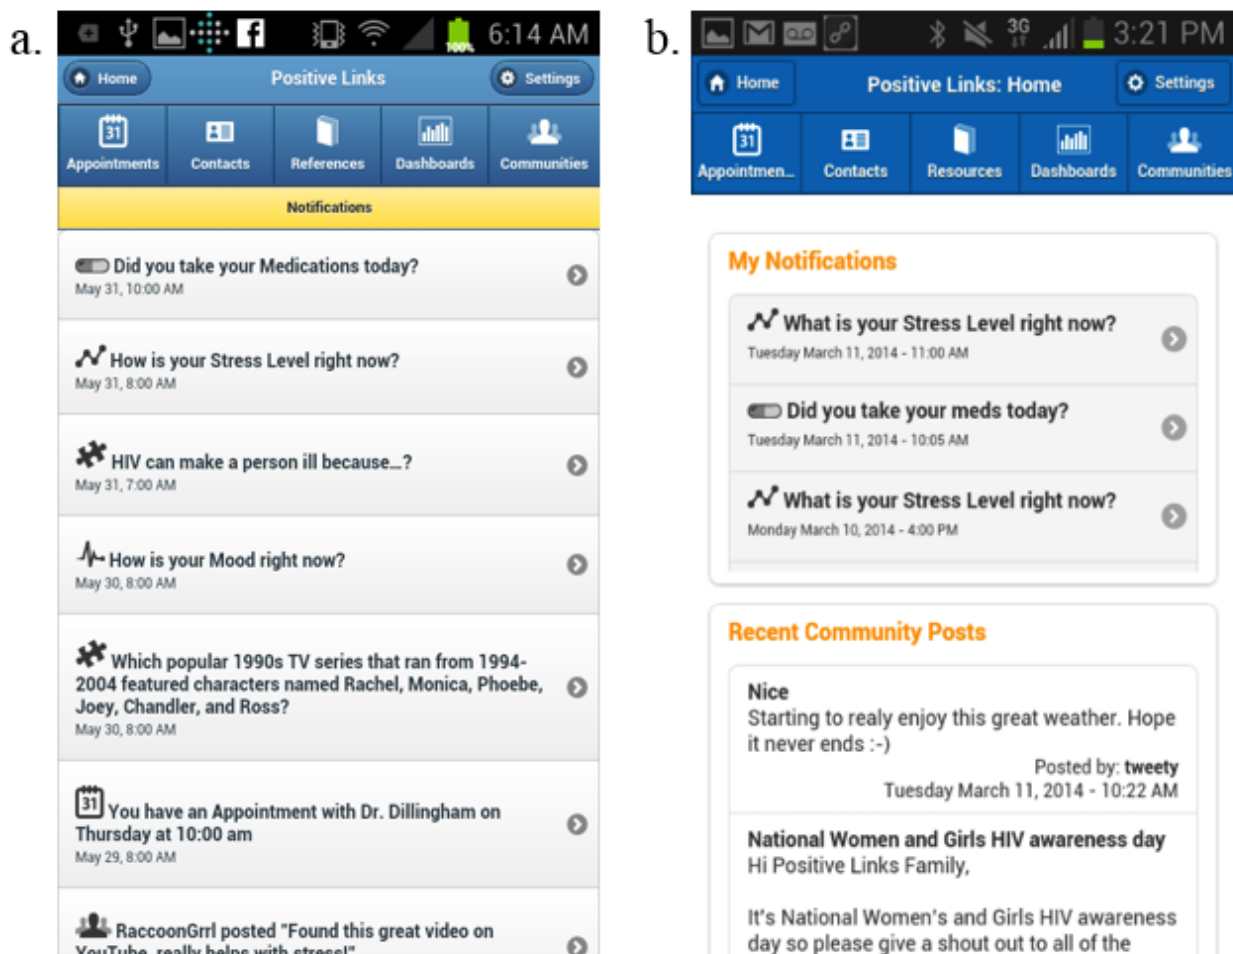 a.
100%
6:14 AM
Home
Positive Links
Settings
31
Appointments
Contacts
References
Dashboards
Communities
Notifications
Did you take your Medications today?
May 31, 10:00 AM
How is your Stress Level right now?
May 31, 8:00 AM
HIV can make a person ill because...?
May 31, 7:00 AM
How is your Mood right now?
May 30, 8:00 AM
Which popular 1990s TV series that ran from 1994-
2004 featured characters named Rachel, Monica, Phoebe,
Joey, Chandler, and Ross?
May 30, 8:00 AM
31
You have an Appointment with Dr. Dillingham on
Thursday at 10:00 am
May 29, 8:00 AM
RaccoonGrrl posted "Found this great video on
YouTube, really helps with stress!"
b.
3G
3:21 PM
Home
Positive Links: Home
Settings
31
Appointmen...
Contacts
Resources
Dashboards
Communities
My Notifications
What is your Stress Level right now?
Tuesday March 11, 2014 - 11:00 AM
Did you take your meds today?
Tuesday March 11, 2014 - 10:05 AM
What is your Stress Level right now?
Monday March 10, 2014 - 4:00 PM
Recent Community Posts
Nice
Starting to realy enjoy this great weather. Hope
it never ends :-)
Posted by: tweety
Tuesday March 11, 2014 - 10:22 AM
National Women and Girls HIV awareness day
Hi Positive Links Family,
It's National Women's and Girls HIV awareness
day so please give a shout out to all of the